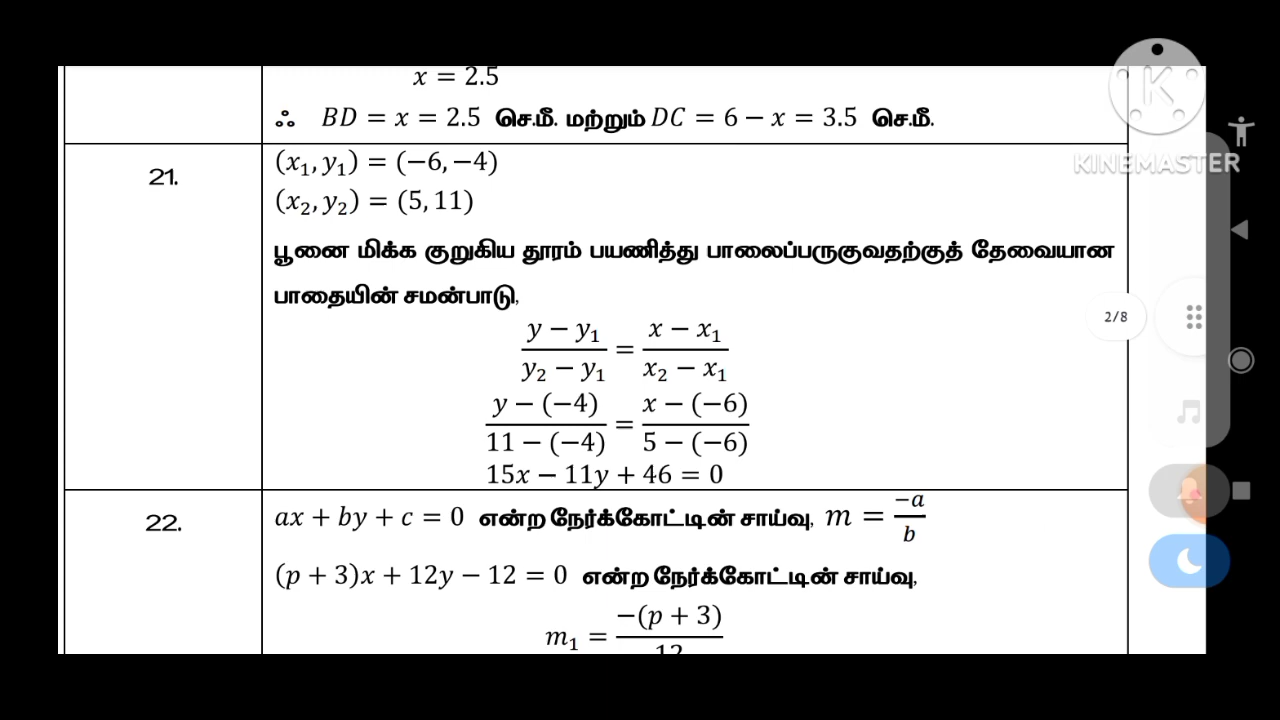 x = 2.5
ஃ BD = x = 2.5 செ.மீ. மற்றும் DC = 6 − x = 3.5 செ.மீ.
21.
(x₁, y₁) = (−6, −4)
(x₂, y₂) = (5, 11)
பூனை மிக்க குறுகிய தூரம் பயணித்து பாலைப்பருகுவதற்குத் தேவையான
பாதையின் சமன்பாடு,
(y − y₁)/(y₂ − y₁) = (x − x₁)/(x₂ − x₁)
(y − (−4))/(11 − (−4)) = (x − (−6))/(5 − (−6))
15x − 11y + 46 = 0
22.
ax + by + c = 0 என்ற நேர்க்கோட்டின் சாய்வு, m = −a/b
(p + 3)x + 12y − 12 = 0 என்ற நேர்க்கோட்டின் சாய்வு,
m₁ = −(p + 3)/12
K
KINEMASTER
2/8